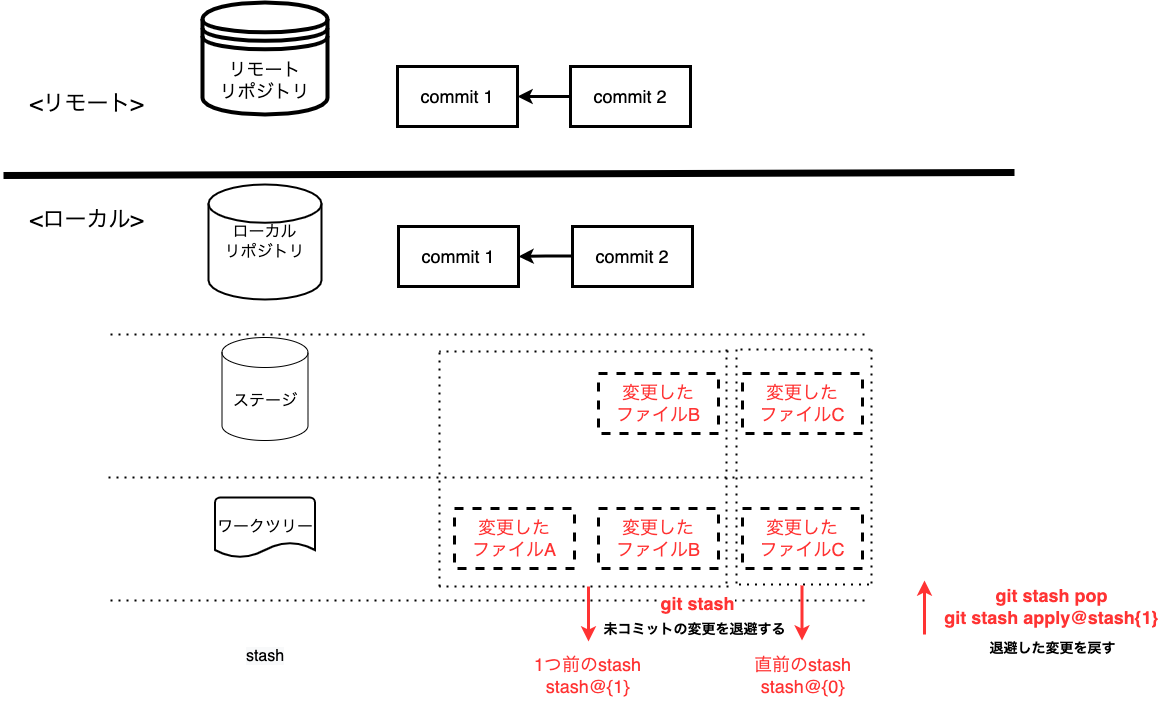 リモート
リポジトリ
<リモート>
commit 1
commit 2
<ローカル>
ローカル
リポジトリ
commit 1
commit 2
ステージ
変更した
ファイルB
変更した
ファイルC
ワークツリー
変更した
ファイルA
変更した
ファイルB
変更した
ファイルC
git stash
未コミットの変更を退避する
git stash pop
git stash apply@stash{1}
退避した変更を戻す
stash
1つ前のstash
stash@{1}
直前のstash
stash@{0}